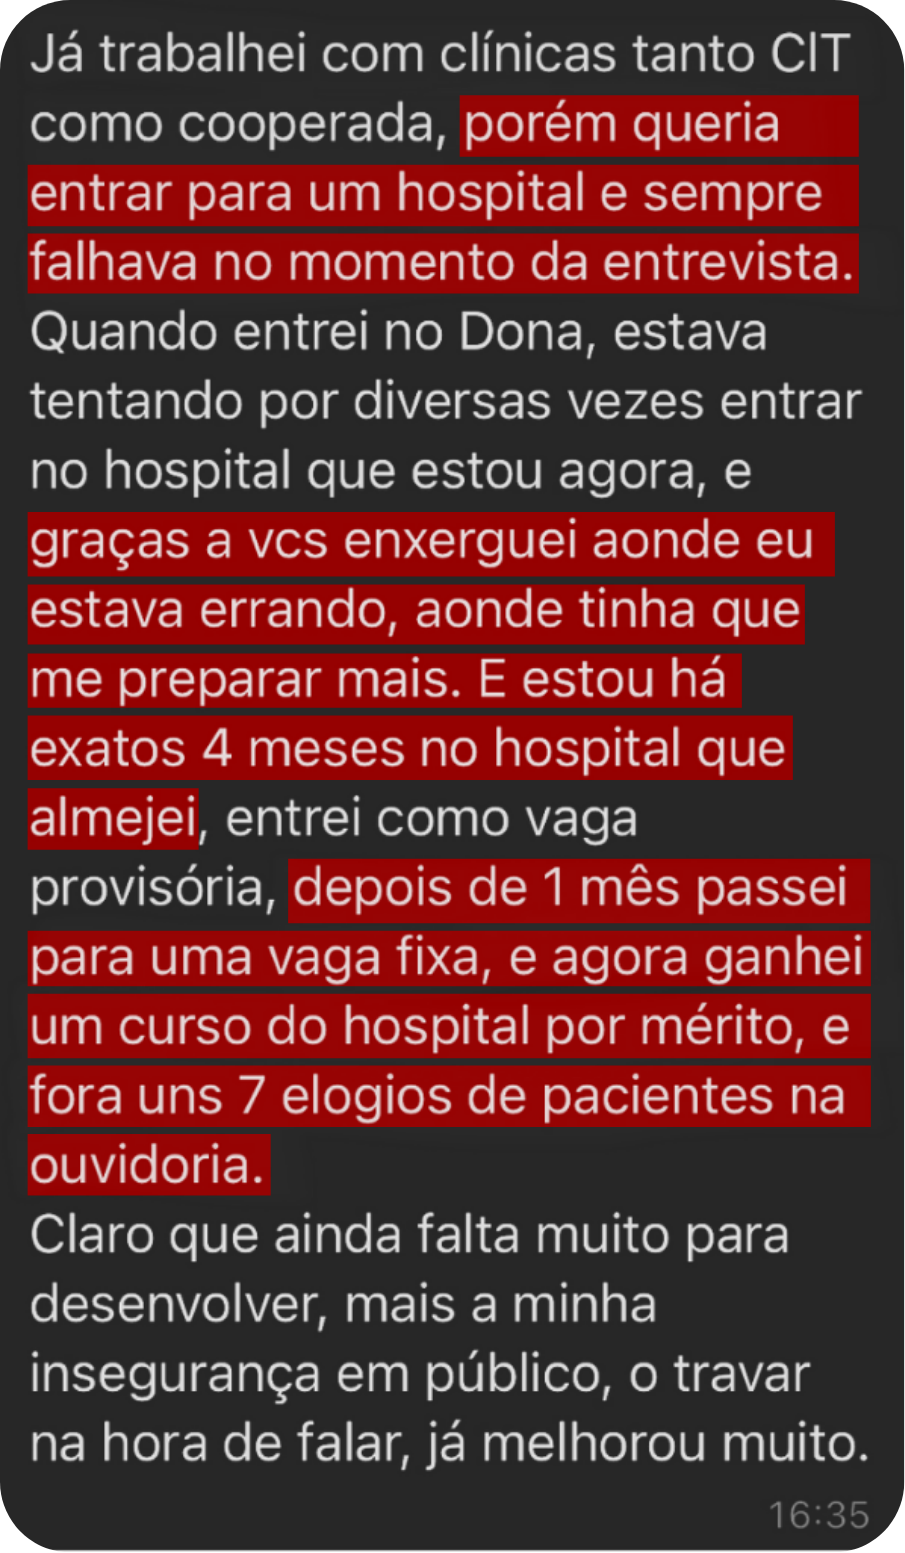 Já trabalhei com clínicas tanto CIT
como cooperada, porém queria
entrar para um hospital e sempre
falhava no momento da entrevista.
Quando entrei no Dona, estava
tentando por diversas vezes entrar
no hospital que estou agora, e
graças a vcs enxerguei aonde eu
estava errando, aonde tinha que
me preparar mais. E estou há
exatos 4 meses no hospital que
almejei, entrei como vaga
provisória, depois de 1 mês passei
para uma vaga fixa, e agora ganhei
um curso do hospital por mérito, e
fora uns 7 elogios de pacientes na
ouvidoria.
Claro que ainda falta muito para
desenvolver, mais a minha
insegurança em público, o travar
na hora de falar, já melhorou muito.
16:35